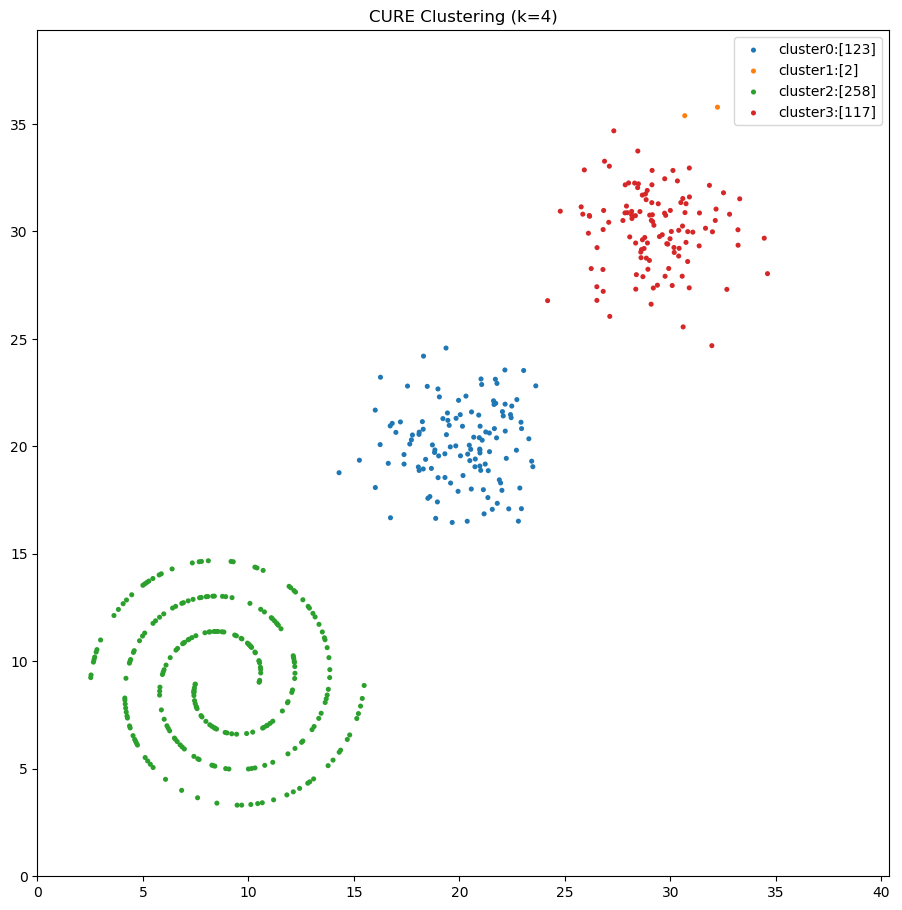 CURE Clustering (k=4)
cluster0:[123]
cluster1:[2]
cluster2:[258]
cluster3:[117]
35
30
25
20
15
10
5
0
0 5 10 15 20 25 30 35 40